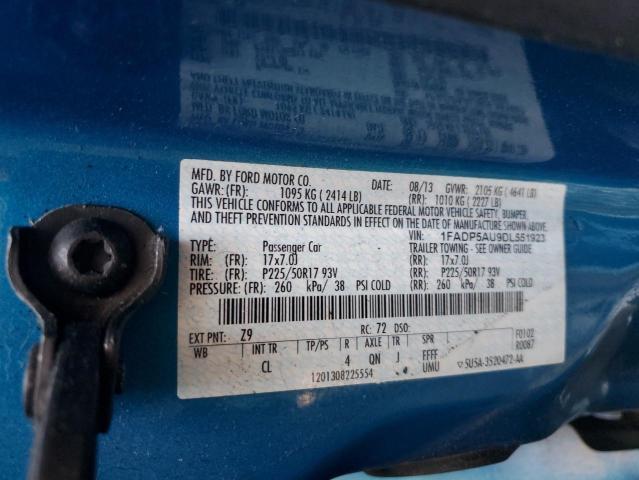 MFD. BY FORD MOTOR CO.
DATE: 08/13 GVWR: 2105 KG ( 4641 LB)
GAWR: (FR): 1095 KG ( 2414 LB) (RR): 1010 KG ( 2227 LB)
THIS VEHICLE CONFORMS TO ALL APPLICABLE FEDERAL MOTOR VEHICLE SAFETY, BUMPER,
AND THEFT PREVENTION STANDARDS IN EFFECT ON THE DATE OF MANUFACTURE SHOWN ABOVE.
VIN: 1FADP5AU9DL551923
TYPE: Passenger Car TRAILER TOWING - SEE OWNER GUIDE
RIM: (FR): 17x7.0J (RR): 17x7.0J
TIRE: (FR): P225/50R17 93V (RR): P225/50R17 93V
PRESSURE: (FR): 260 kPa/ 38 PSI COLD (RR): 260 kPa/ 38 PSI COLD
EXT PNT: Z9 RC: 72 DSO: F0102
WB INT TR TP/PS R AXLE TR SPR R0087
CL 4 QN J FFFF
UMU
1201308225554 5U5A-3520472-AA